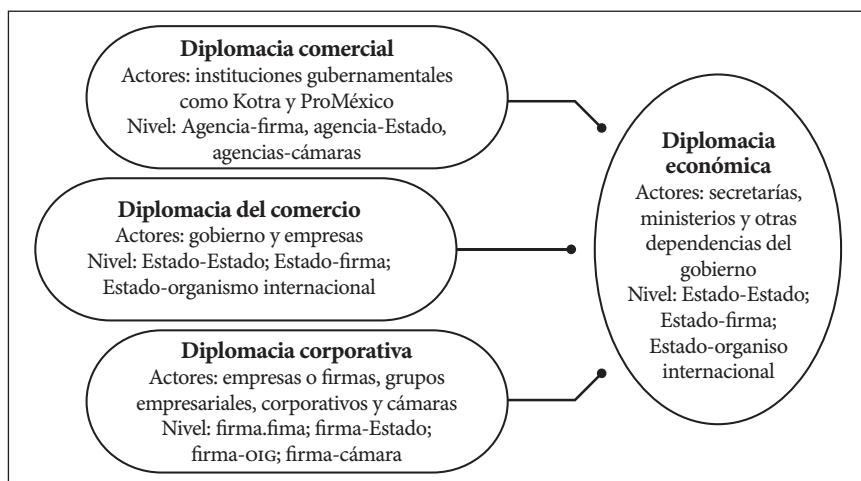 Diplomacia comercial
Actores: instituciones gubernamentales
como Kotra y ProMéxico
Nivel: Agencia-firma, agencia-Estado,
agencias-cámaras
Diplomacia del comercio
Actores: gobierno y empresas
Nivel: Estado-Estado; Estado-firma;
Estado-organismo internacional
Diplomacia corporativa
Actores: empresas o firmas, grupos
empresariales, corporativos y cámaras
Nivel: firma.fima; firma-Estado;
firma-OIG; firma-cámara
Diplomacia
económica
Actores: secretarías,
ministerios y otras
dependencias del
gobierno
Nivel: Estado-Estado;
Estado-firma;
Estado-organiso
internacional